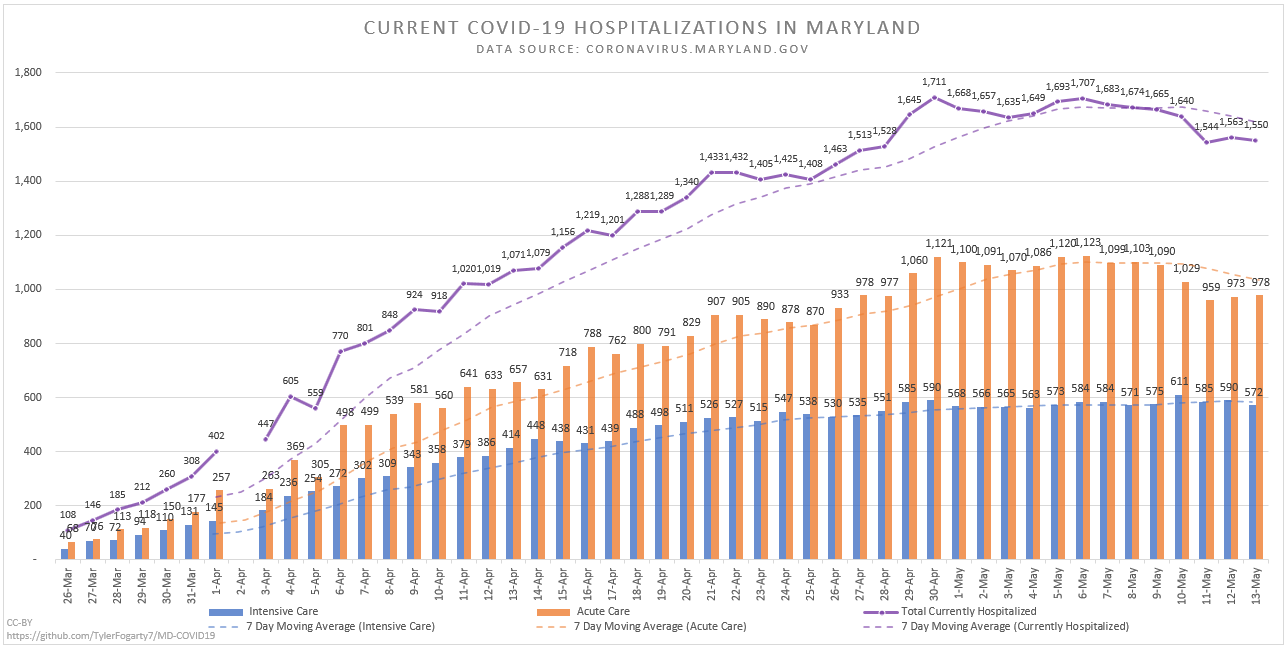 CURRENT COVID-19 HOSPITALIZATIONS IN MARYLAND
DATA SOURCE: CORONAVIRUS.MARYLAND.GOV
1,800
1,600
1,400
1,200
1,000
800
600
400
200
-
108 146 185 212 260 308 402 447 605 559 770 801 848 924 918 1,020 1,019 1,071 1,079 1,156 1,219 1,201 1,288 1,289 1,340 1,433 1,432 1,405 1,425 1,408 1,463 1,513 1,528 1,645 1,711 1,668 1,657 1,635 1,649 1,693 1,707 1,683 1,674 1,665 1,640 1,544 1,563 1,550
68 76 113 118 150 177 257 263 369 305 498 499 539 581 560 641 633 657 631 718 788 762 800 791 829 907 905 890 878 870 933 978 977 1,060 1,121 1,100 1,091 1,070 1,086 1,120 1,123 1,099 1,103 1,090 1,029 959 973 978
40 70 72 94 110 131 145 184 236 254 272 302 309 343 358 379 386 414 448 438 431 439 488 498 511 526 527 515 547 538 530 535 551 585 590 568 566 565 563 573 584 584 571 575 611 585 590 572
26-Mar 27-Mar 28-Mar 29-Mar 30-Mar 31-Mar 1-Apr 2-Apr 3-Apr 4-Apr 5-Apr 6-Apr 7-Apr 8-Apr 9-Apr 10-Apr 11-Apr 12-Apr 13-Apr 14-Apr 15-Apr 16-Apr 17-Apr 18-Apr 19-Apr 20-Apr 21-Apr 22-Apr 23-Apr 24-Apr 25-Apr 26-Apr 27-Apr 28-Apr 29-Apr 30-Apr 1-May 2-May 3-May 4-May 5-May 6-May 7-May 8-May 9-May 10-May 11-May 12-May 13-May
Intensive Care Acute Care Total Currently Hospitalized
7 Day Moving Average (Intensive Care) 7 Day Moving Average (Acute Care) 7 Day Moving Average (Currently Hospitalized)
CC-BY
https://github.com/TylerFogarty7/MD-COVID19